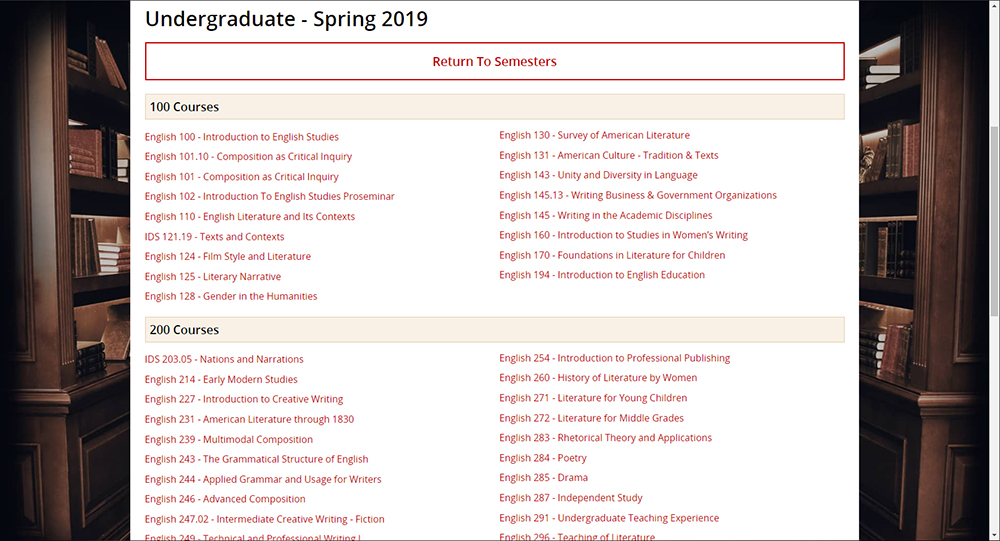 Undergraduate - Spring 2019
Return To Semesters
100 Courses
English 100 - Introduction to English Studies
English 101.10 - Composition as Critical Inquiry
English 101 - Composition as Critical Inquiry
English 102 - Introduction To English Studies Proseminar
English 110 - English Literature and Its Contexts
IDS 121.19 - Texts and Contexts
English 124 - Film Style and Literature
English 125 - Literary Narrative
English 128 - Gender in the Humanities
English 130 - Survey of American Literature
English 131 - American Culture - Tradition & Texts
English 143 - Unity and Diversity in Language
English 145.13 - Writing Business & Government Organizations
English 145 - Writing in the Academic Disciplines
English 160 - Introduction to Studies in Women's Writing
English 170 - Foundations in Literature for Children
English 194 - Introduction to English Education
200 Courses
IDS 203.05 - Nations and Narrations
English 214 - Early Modern Studies
English 227 - Introduction to Creative Writing
English 231 - American Literature through 1830
English 239 - Multimodal Composition
English 243 - The Grammatical Structure of English
English 244 - Applied Grammar and Usage for Writers
English 246 - Advanced Composition
English 247.02 - Intermediate Creative Writing - Fiction
English 249 - Technical and Professional Writing I
English 254 - Introduction to Professional Publishing
English 260 - History of Literature by Women
English 271 - Literature for Young Children
English 272 - Literature for Middle Grades
English 283 - Rhetorical Theory and Applications
English 284 - Poetry
English 285 - Drama
English 287 - Independent Study
English 291 - Undergraduate Teaching Experience
English 296 - Teaching of Literature